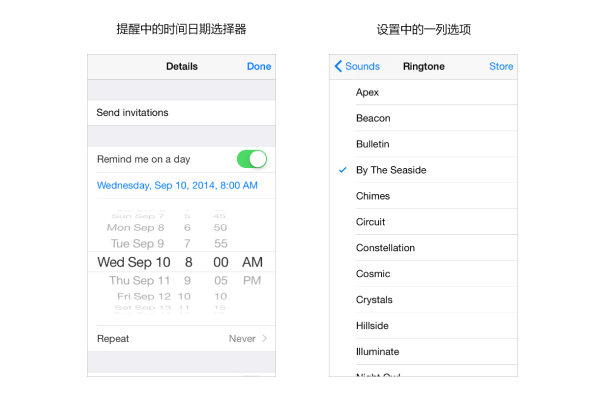 提醒中的时间日期选择器
Details
Done
Send invitations
Remind me on a day
Wednesday, Sep 10, 2014, 8:00 AM
Sun Sep 7 5 45
Mon Sep 8 6 50
Tue Sep 9 7 55
Wed Sep 10 8 00 AM
Thu Sep 11 9 05 PM
Fri Sep 12 10 10
Sat Sep 13 11 15
Repeat
Never
设置中的一列选项
Sounds
Ringtone
Store
Apex
Beacon
Bulletin
By The Seaside
Chimes
Circuit
Constellation
Cosmic
Crystals
Hillside
Illuminate
Night Owl